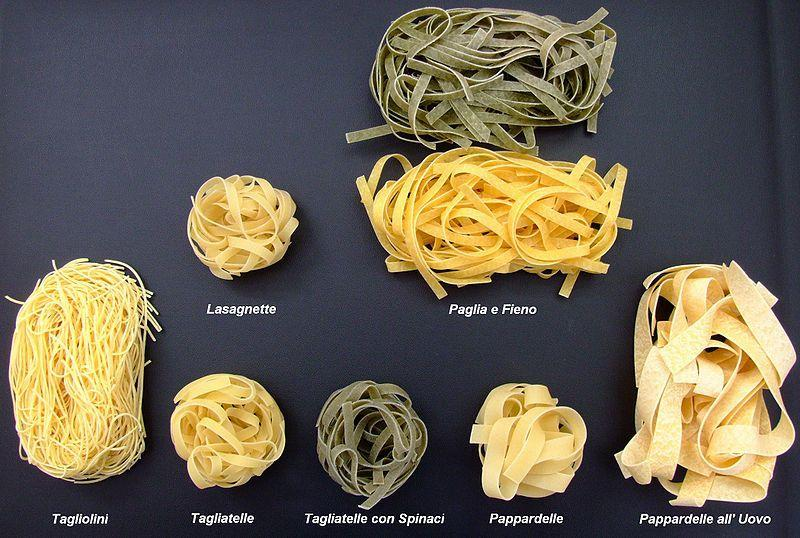 Lasagnette
Paglia e Fieno
Tagliolini
Tagliatelle
Tagliatelle con Spinaci
Pappardelle
Pappardelle all' Uovo